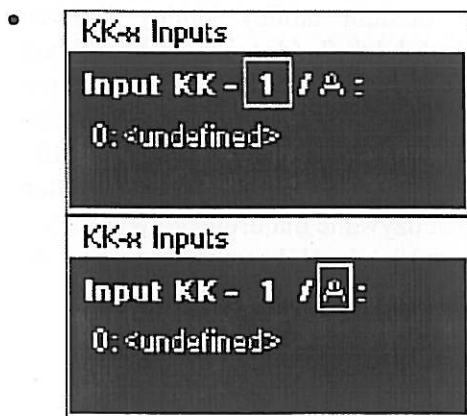 KK-x Inputs
Input KK - 1 / A :
0: <undefined>
KK-x Inputs
Input KK - 1 / A :
0: <undefined>